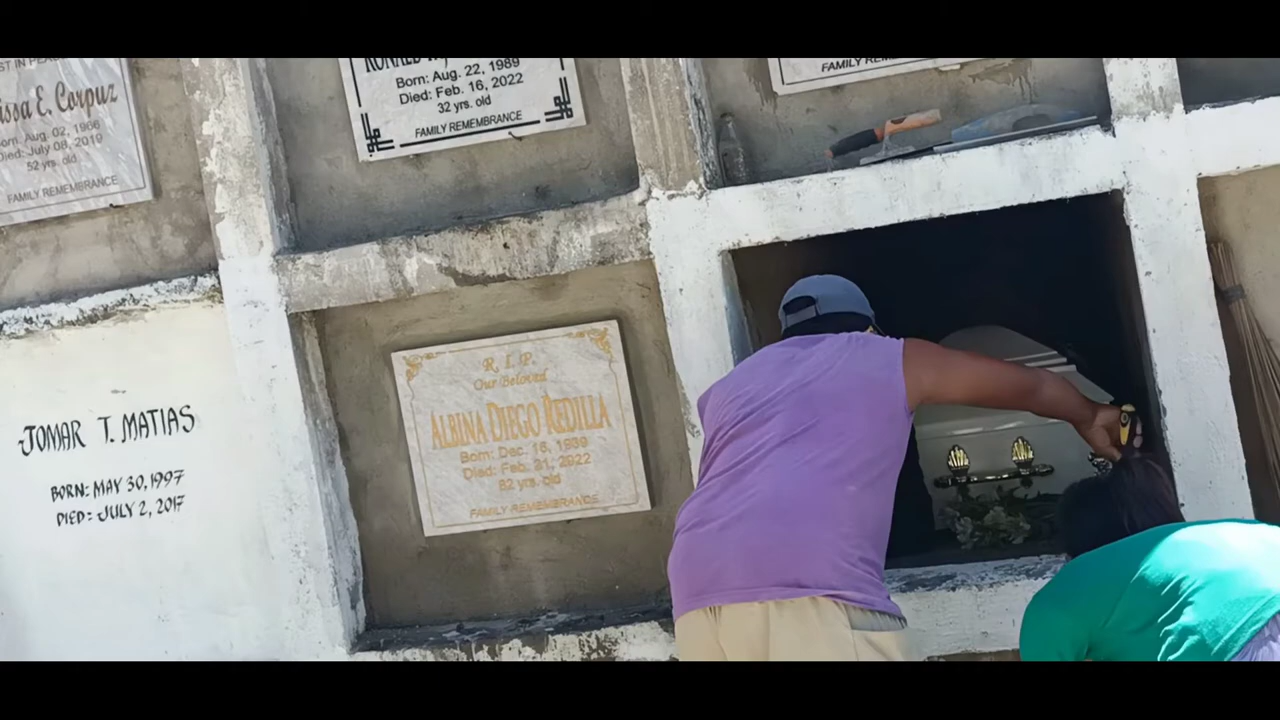 ST IN PEACE
issa E. Corpuz
Born, Aug. 02, 1966
Died: July 08, 2019
52 yrs. old
FAMILY REMEMBRANCE
RONALD
Born: Aug. 22, 1989
Died: Feb. 16, 2022
32 yrs. old
FAMILY REMEMBRANCE
FAMILY REME
JOMAR T. MATIAS
BORN: MAY 30, 1997
DIED: JULY 2, 2017
R. I. P.
Our Beloved
ALBINA DIEGO REDILLA
Born: Dec. 16, 1939
Died: Feb. 21, 2022
82 yrs. old
FAMILY REMEMBRANCE